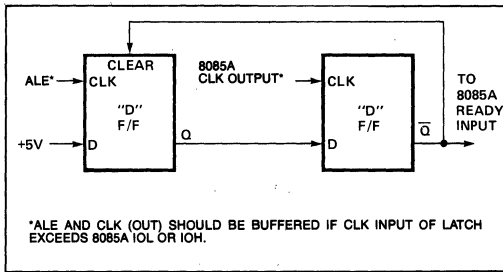 CLEAR
ALE*
CLK
"D"
F/F
+5V
D
Q
8085A
CLK OUTPUT*
CLK
"D"
F/F
D
Q̅
TO
8085A
READY
INPUT
*ALE AND CLK (OUT) SHOULD BE BUFFERED IF CLK INPUT OF LATCH
EXCEEDS 8085A IOL OR IOH.